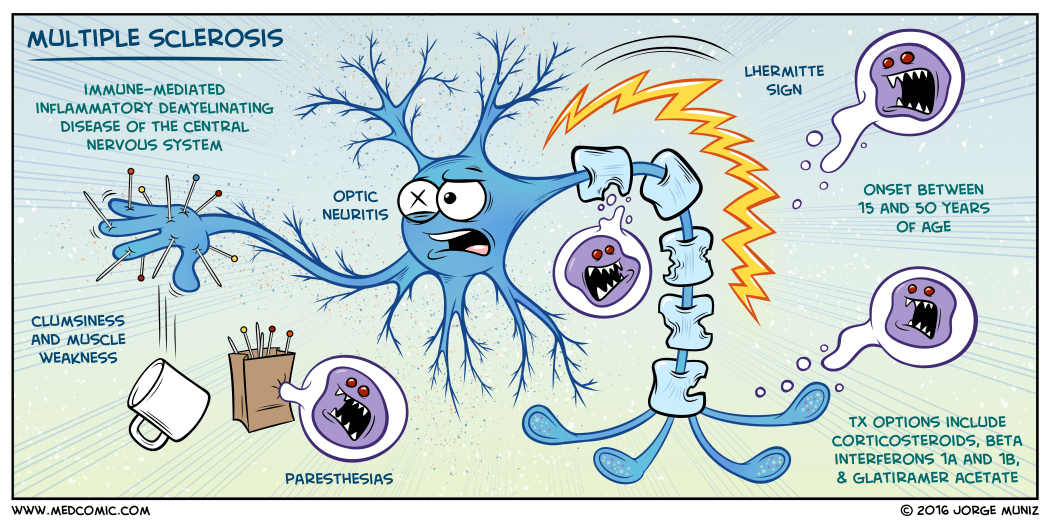 MULTIPLE SCLEROSIS
IMMUNE-MEDIATED
INFLAMMATORY DEMYELINATING
DISEASE OF THE CENTRAL
NERVOUS SYSTEM
OPTIC
NEURITIS
LHERMITTE
SIGN
ONSET BETWEEN
15 AND 50 YEARS
OF AGE
CLUMSINESS
AND MUSCLE
WEAKNESS
PARESTHESIAS
TX OPTIONS INCLUDE
CORTICOSTEROIDS, BETA
INTERFERONS 1A AND 1B,
& GLATIRAMER ACETATE
WWW.MEDCOMIC.COM
© 2016 JORGE MUNIZ